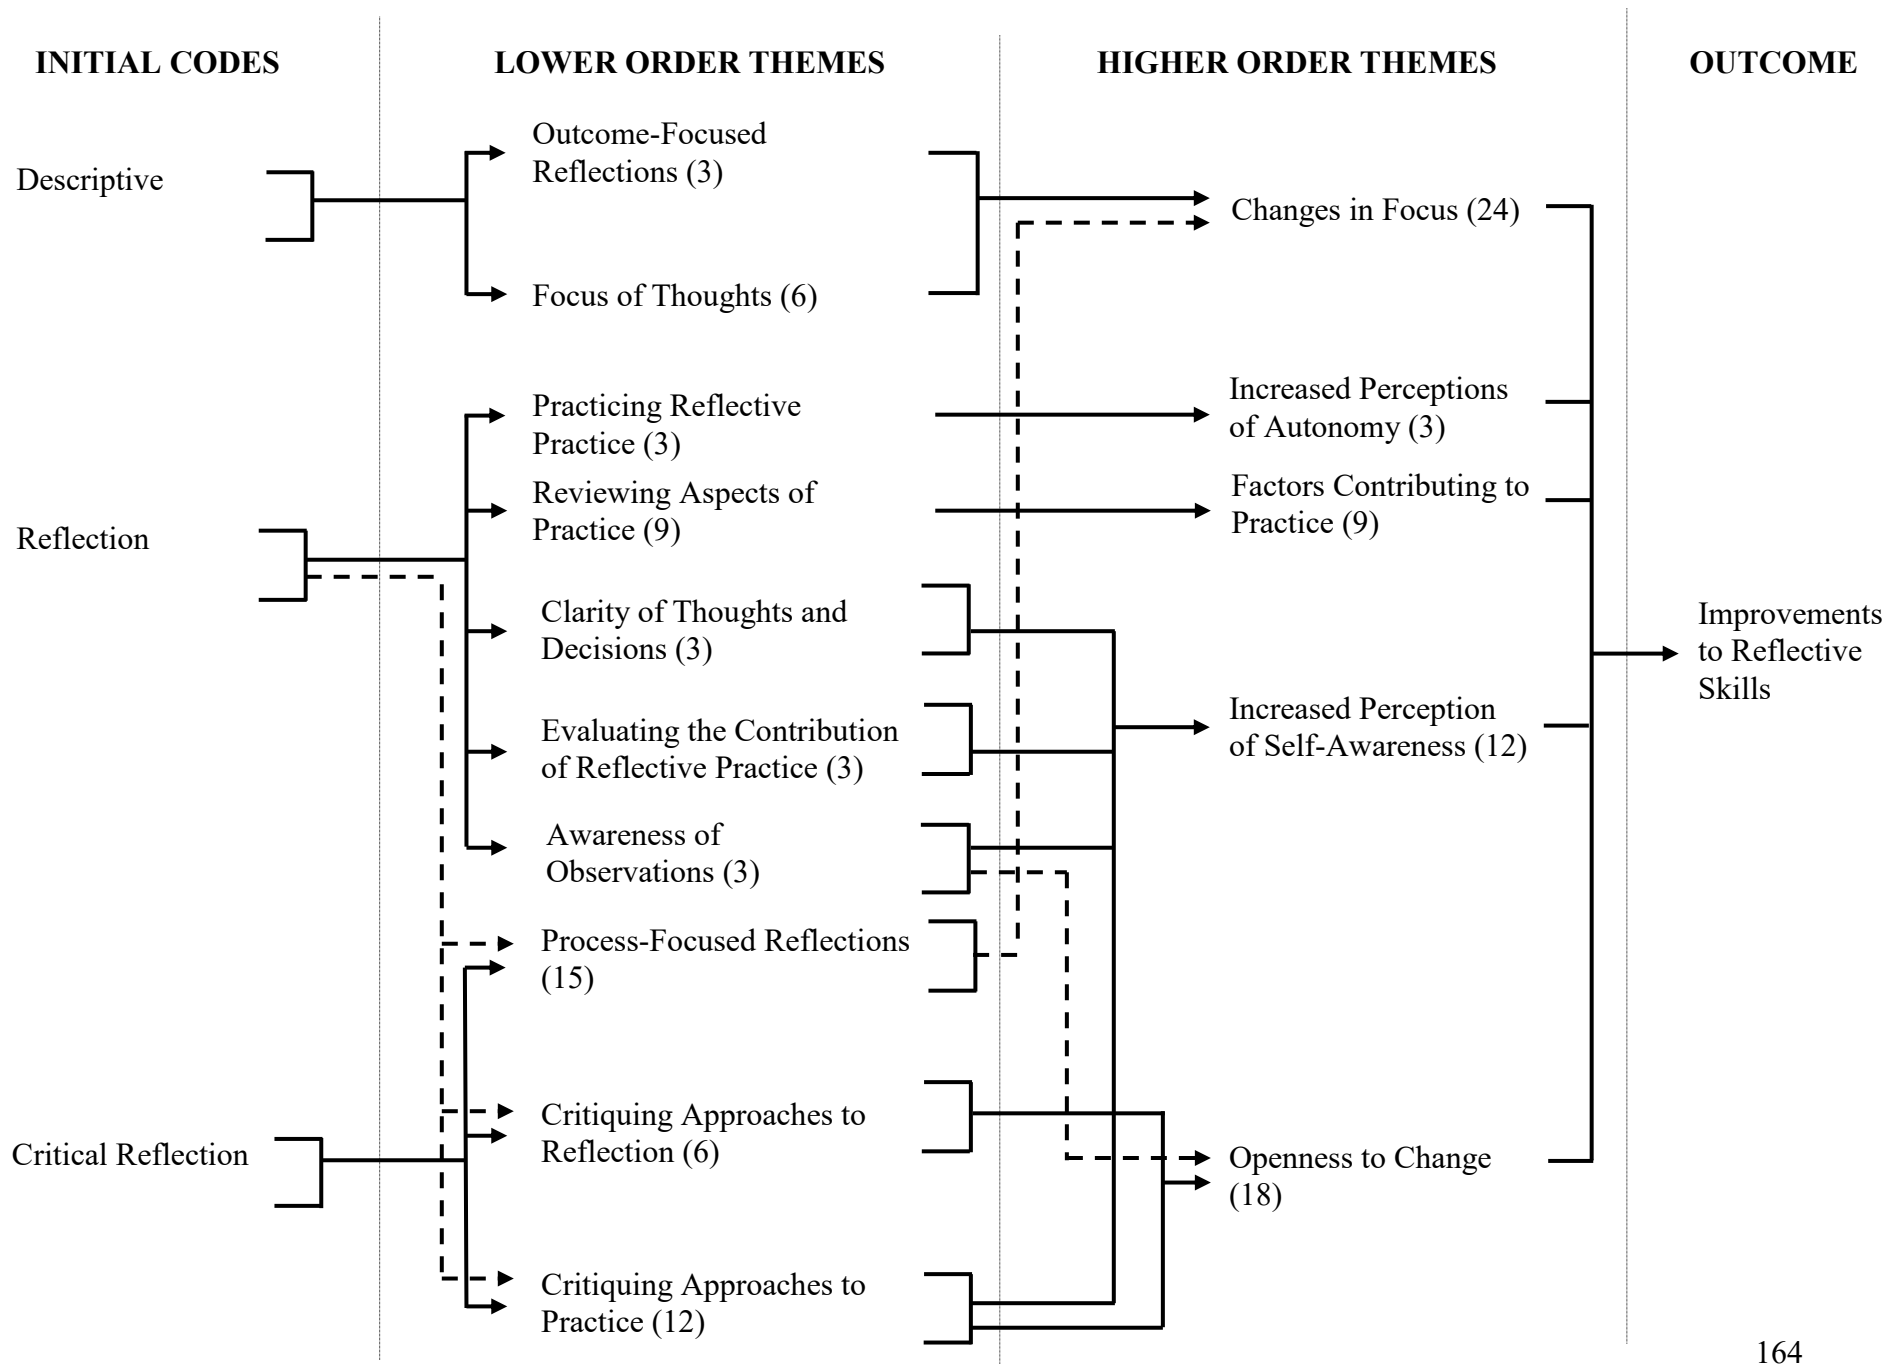 INITIAL CODES
LOWER ORDER THEMES
HIGHER ORDER THEMES
OUTCOME
Descriptive
Reflection
Critical Reflection
Outcome-Focused
Reflections (3)
Focus of Thoughts (6)
Practicing Reflective
Practice (3)
Reviewing Aspects of
Practice (9)
Clarity of Thoughts and
Decisions (3)
Evaluating the Contribution
of Reflective Practice (3)
Awareness of
Observations (3)
Process-Focused Reflections
(15)
Critiquing Approaches to
Reflection (6)
Critiquing Approaches to
Practice (12)
Changes in Focus (24)
Increased Perceptions
of Autonomy (3)
Factors Contributing to
Practice (9)
Increased Perception
of Self-Awareness (12)
Openness to Change
(18)
Improvements
to Reflective
Skills
164